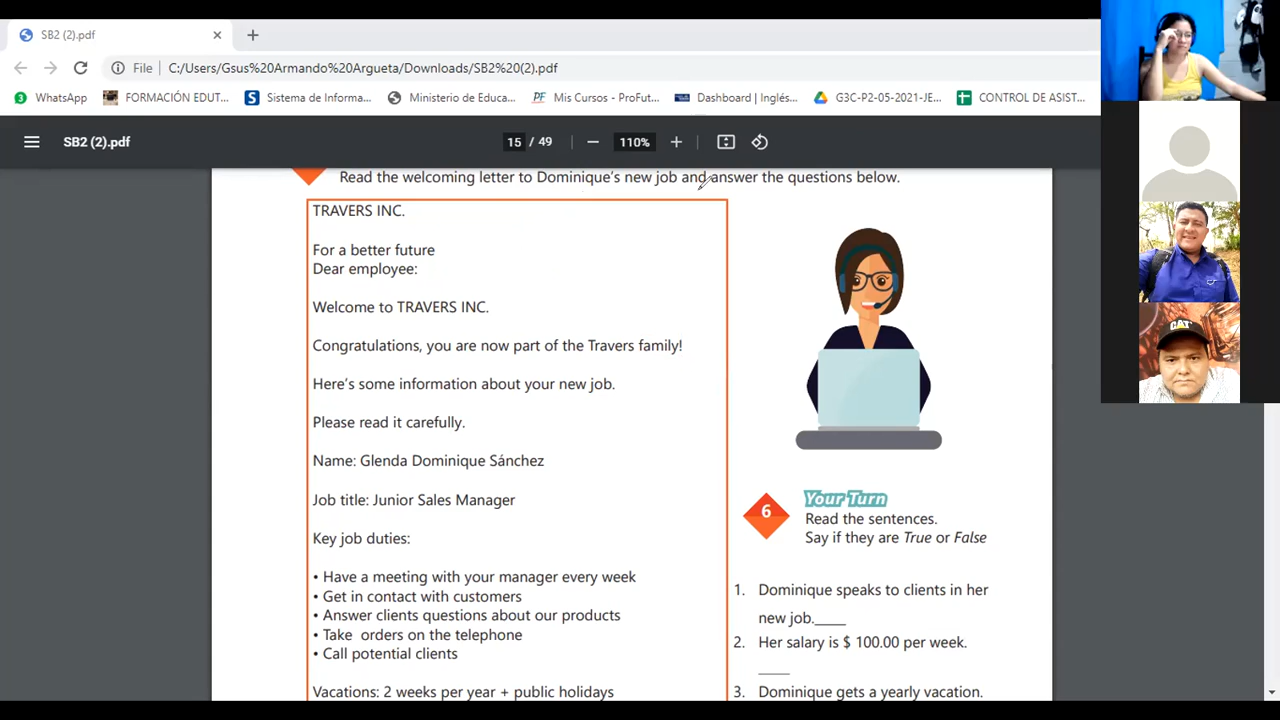 SB2 (2).pdf
File C:/Users/Gsus%20Armando%20Argueta/Downloads/SB2%20(2).pdf
WhatsApp FORMACIÓN EDUT... Sistema de Informa... Ministerio de Educa... Mis Cursos - ProFut... Dashboard | Inglés,... G3C-P2-05-2021-JE... CONTROL DE ASIST...
SB2 (2).pdf 15 / 49 110%
Read the welcoming letter to Dominique's new job and answer the questions below.
TRAVERS INC.
For a better future
Dear employee:
Welcome to TRAVERS INC.
Congratulations, you are now part of the Travers family!
Here's some information about your new job.
Please read it carefully.
Name: Glenda Dominique Sánchez
Job title: Junior Sales Manager
Key job duties:
• Have a meeting with your manager every week
• Get in contact with customers
• Answer clients questions about our products
• Take orders on the telephone
• Call potential clients
Vacations: 2 weeks per year + public holidays
6
Your Turn
Read the sentences.
Say if they are True or False
1. Dominique speaks to clients in her
new job.____
2. Her salary is $ 100.00 per week.
____
3. Dominique gets a yearly vacation.
CAT